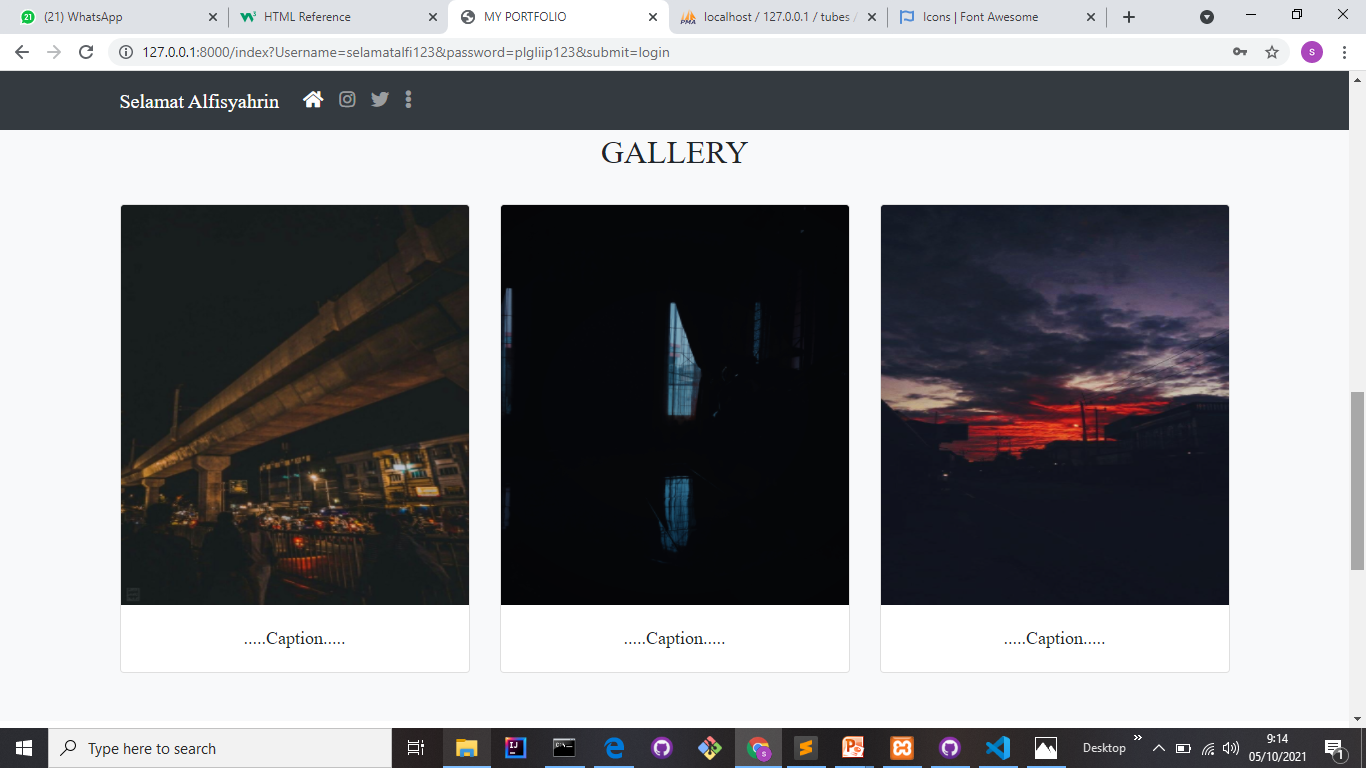 (21) WhatsApp
HTML Reference
MY PORTFOLIO
localhost / 127.0.0.1 / tubes /
Icons | Font Awesome
127.0.0.1:8000/index?Username=selamatalfi123&password=plgliip123&submit=login
s
Selamat Alfisyahrin
GALLERY
.....Caption.....
.....Caption.....
.....Caption.....
Type here to search
Desktop
9:14
05/10/2021
1